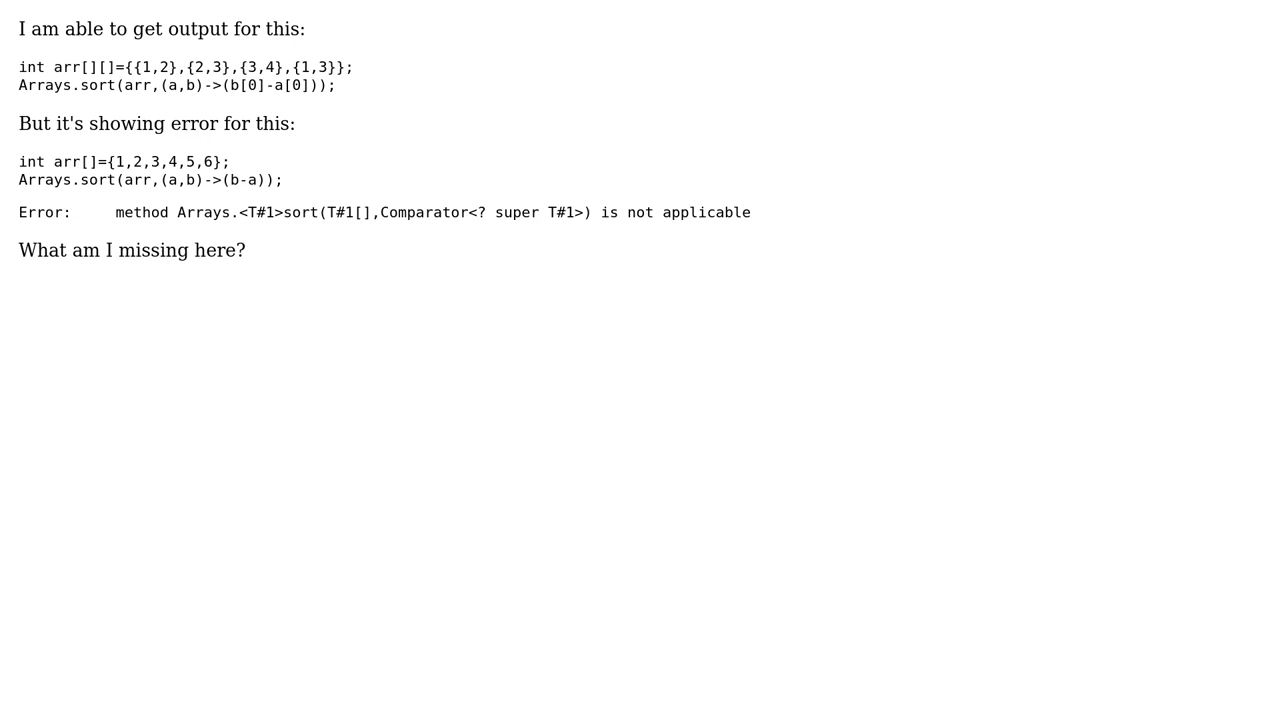 I am able to get output for this:
int arr[][]={{1,2},{2,3},{3,4},{1,3}};
Arrays.sort(arr,(a,b)->(b[0]-a[0]));
But it's showing error for this:
int arr[]={1,2,3,4,5,6};
Arrays.sort(arr,(a,b)->(b-a));
Error:     method Arrays.<T#1>sort(T#1[],Comparator<? super T#1>) is not applicable
What am I missing here?